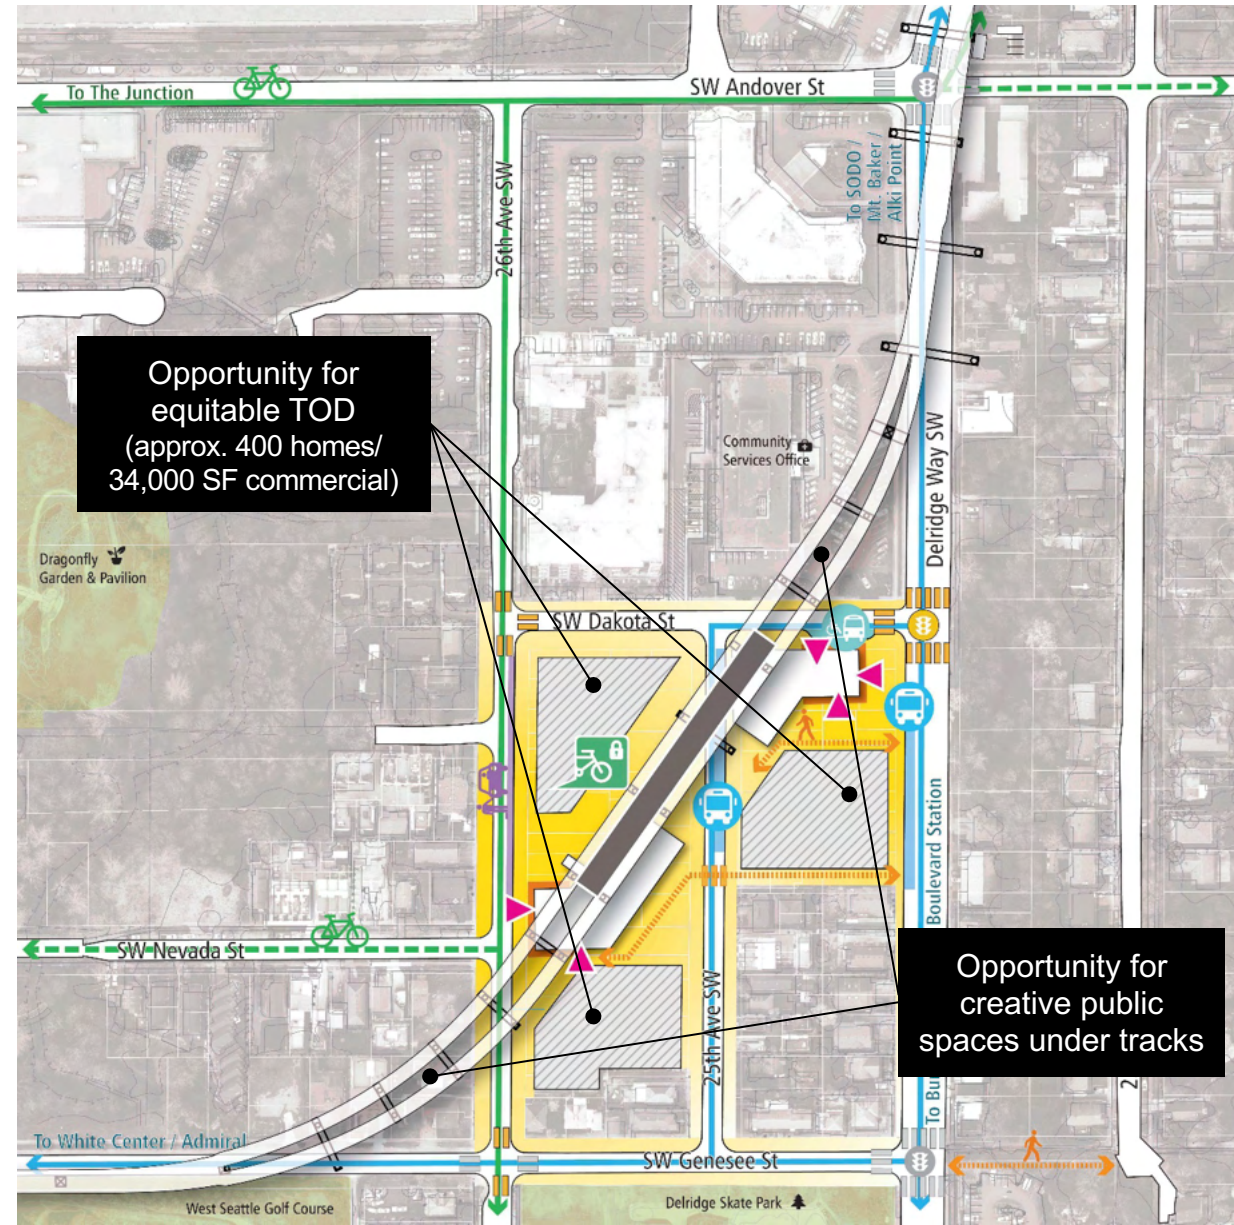 To The Junction
SW Andover St
26th Ave SW
To SODO /
Mt. Baker /
Alki Point
Opportunity for
equitable TOD
(approx. 400 homes/
34,000 SF commercial)
Community
Services Office
Delridge Way SW
Dragonfly
Garden & Pavilion
SW Dakota St
Boulevard Station
SW Nevada St
Opportunity for
creative public
spaces under tracks
25th Ave SW
To White Center / Admiral
SW Genesee St
West Seattle Golf Course
Delridge Skate Park